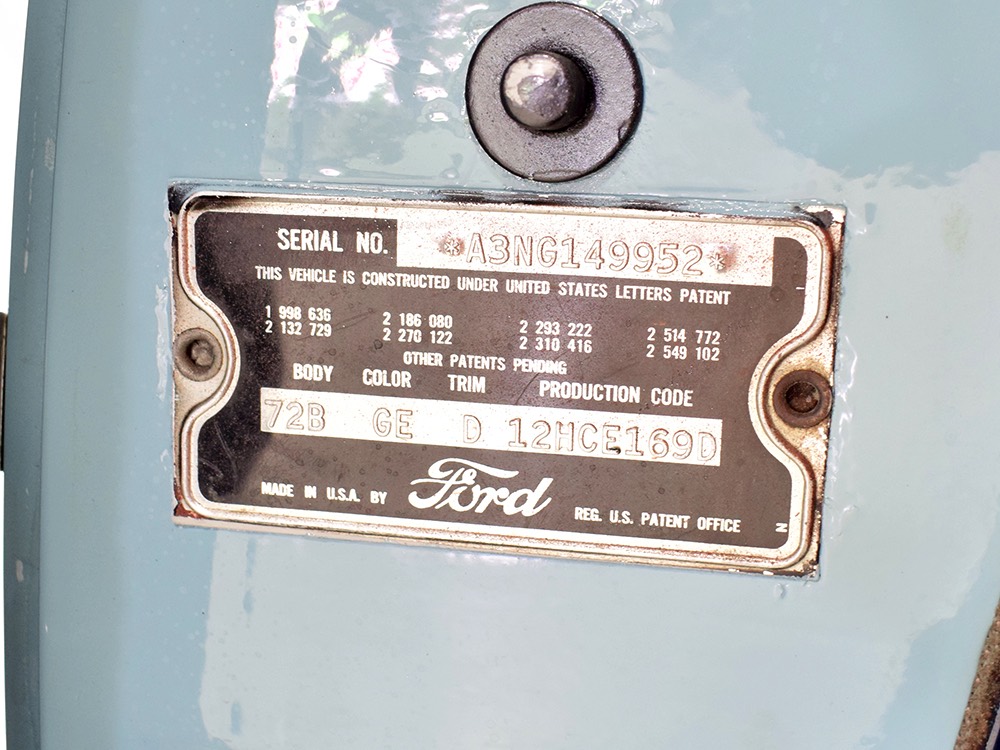 SERIAL NO. *A3NG149952*
THIS VEHICLE IS CONSTRUCTED UNDER UNITED STATES LETTERS PATENT
1 998 636 2 186 080 2 293 222 2 514 772
2 132 729 2 270 122 2 310 416 2 549 102
OTHER PATENTS PENDING
BODY COLOR TRIM PRODUCTION CODE
72B GE D 12HCE169D
MADE IN U.S.A. BY Ford REG. U.S. PATENT OFFICE
N